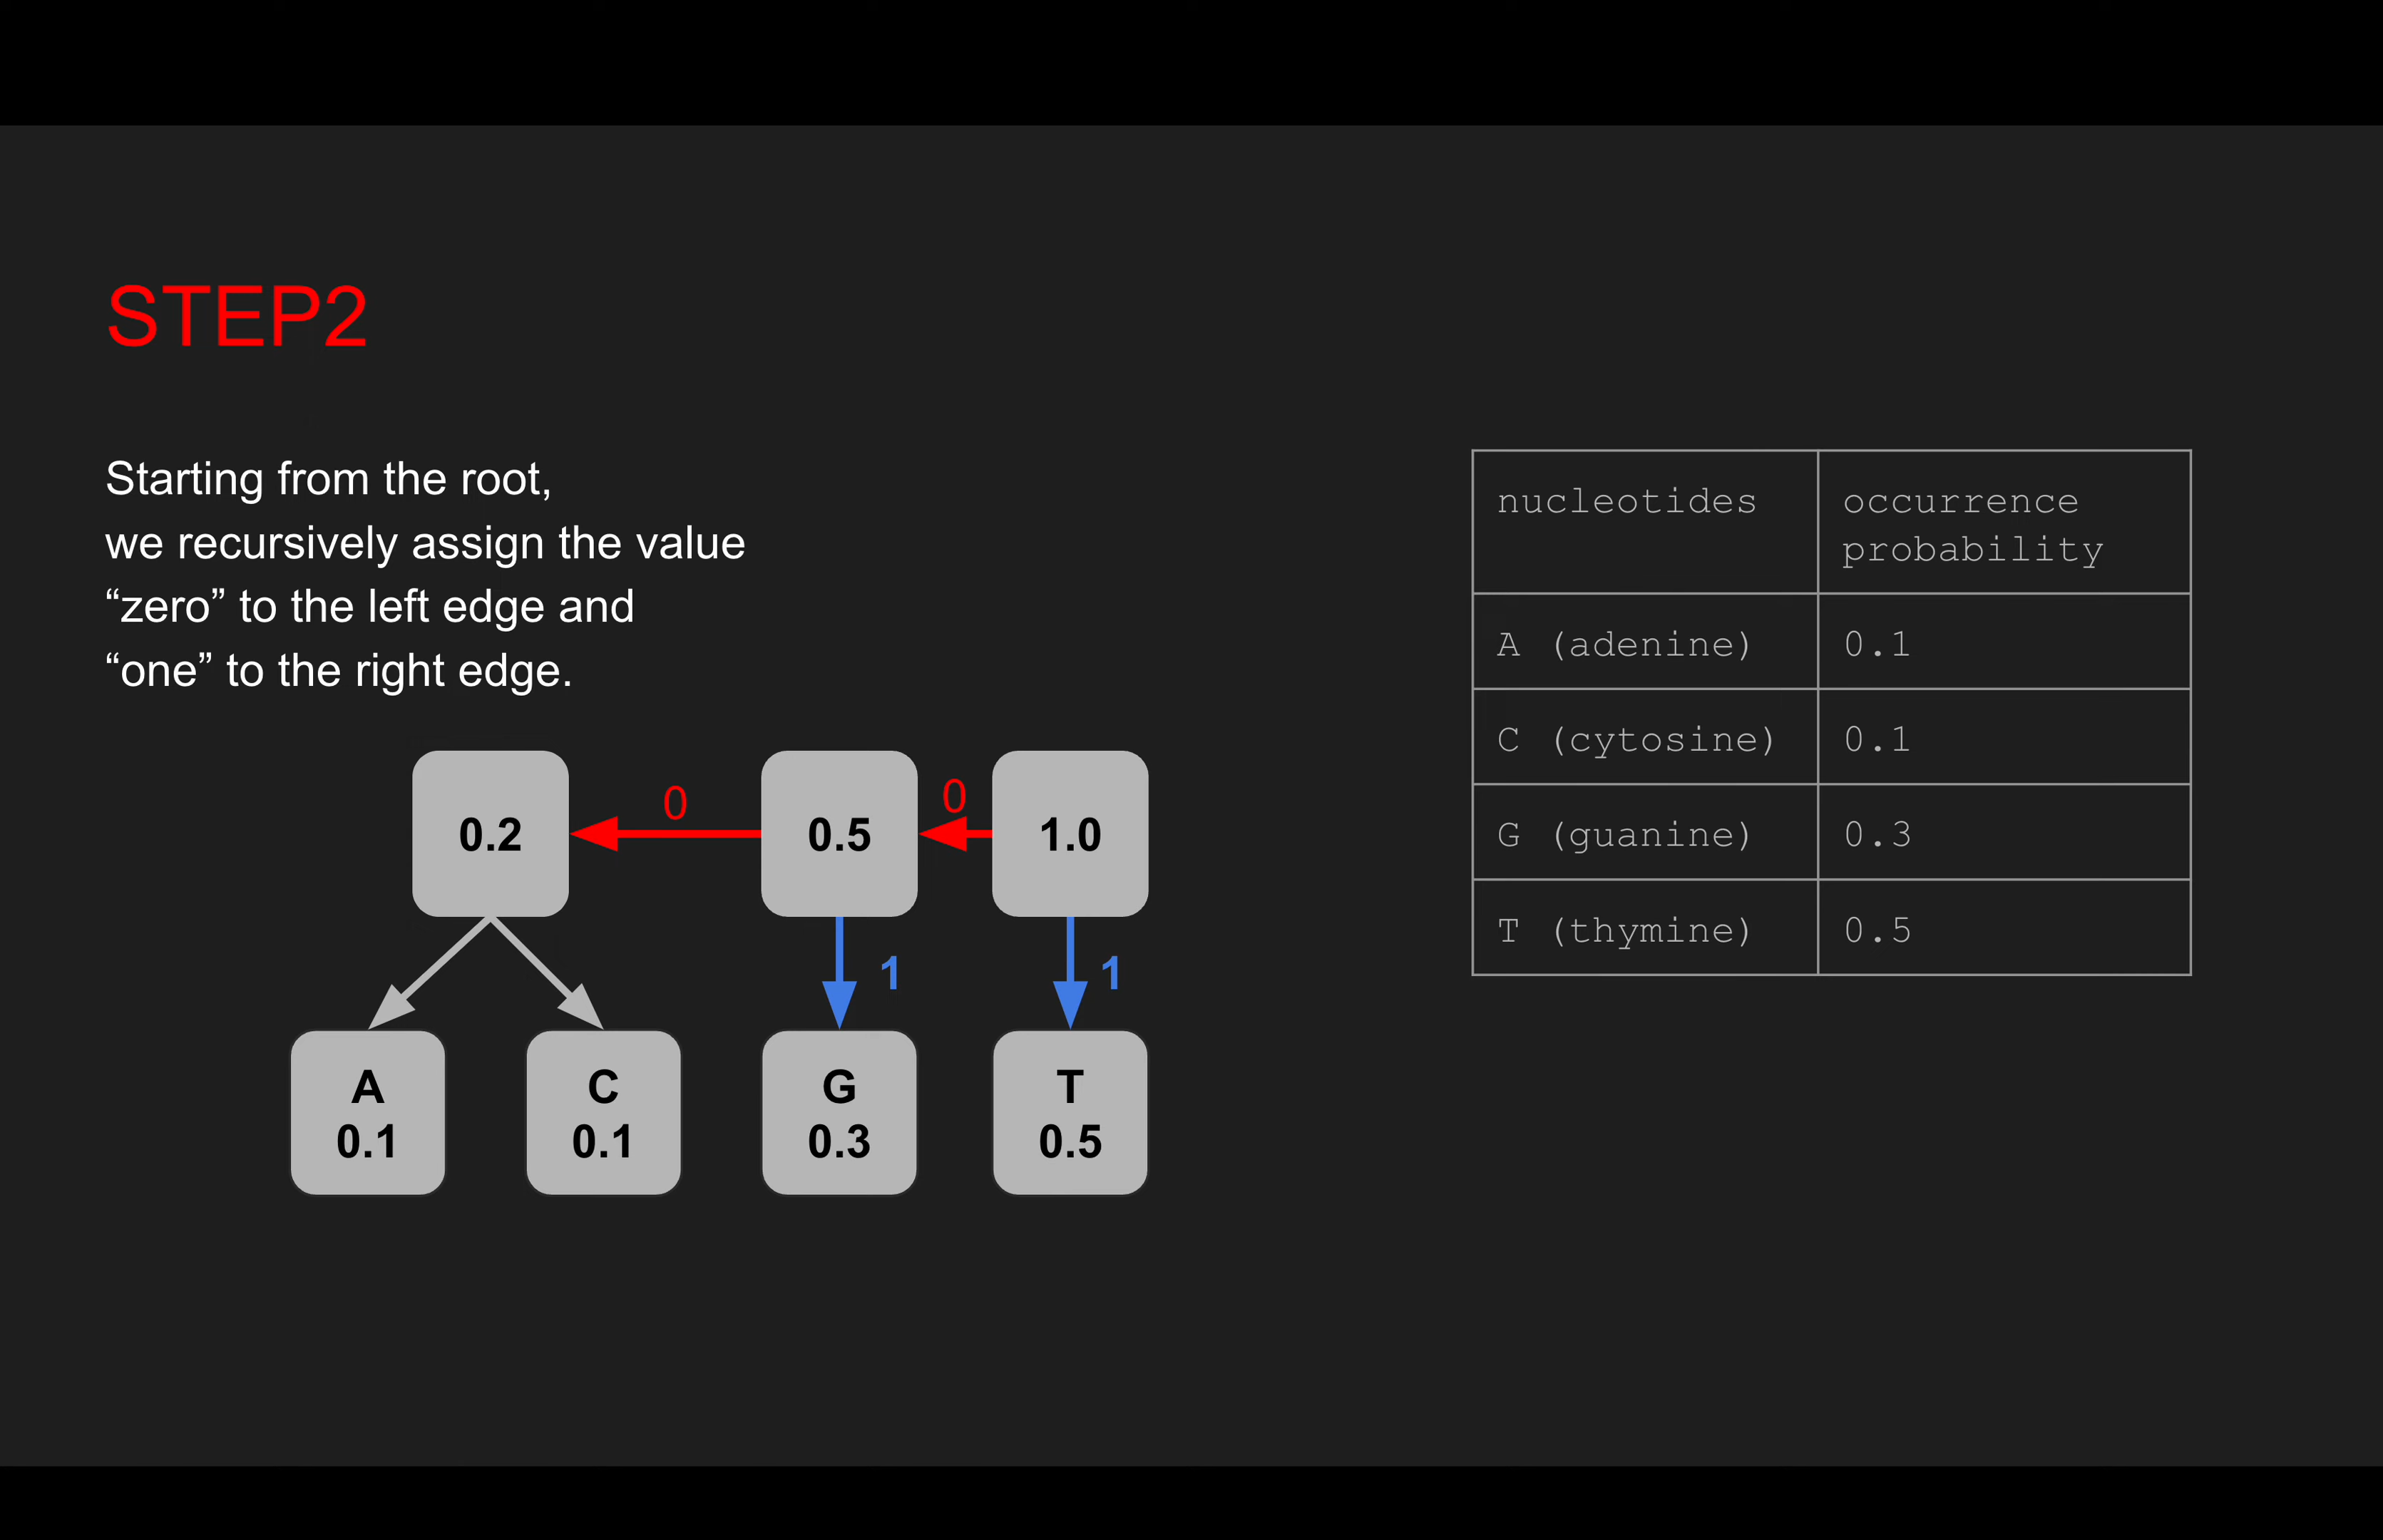 STEP2
Starting from the root,
we recursively assign the value
“zero” to the left edge and
“one” to the right edge.
0.2
0
0.5
0
1.0
1
1
A
0.1
C
0.1
G
0.3
T
0.5
nucleotides
occurrence
probability
A (adenine)
0.1
C (cytosine)
0.1
G (guanine)
0.3
T (thymine)
0.5